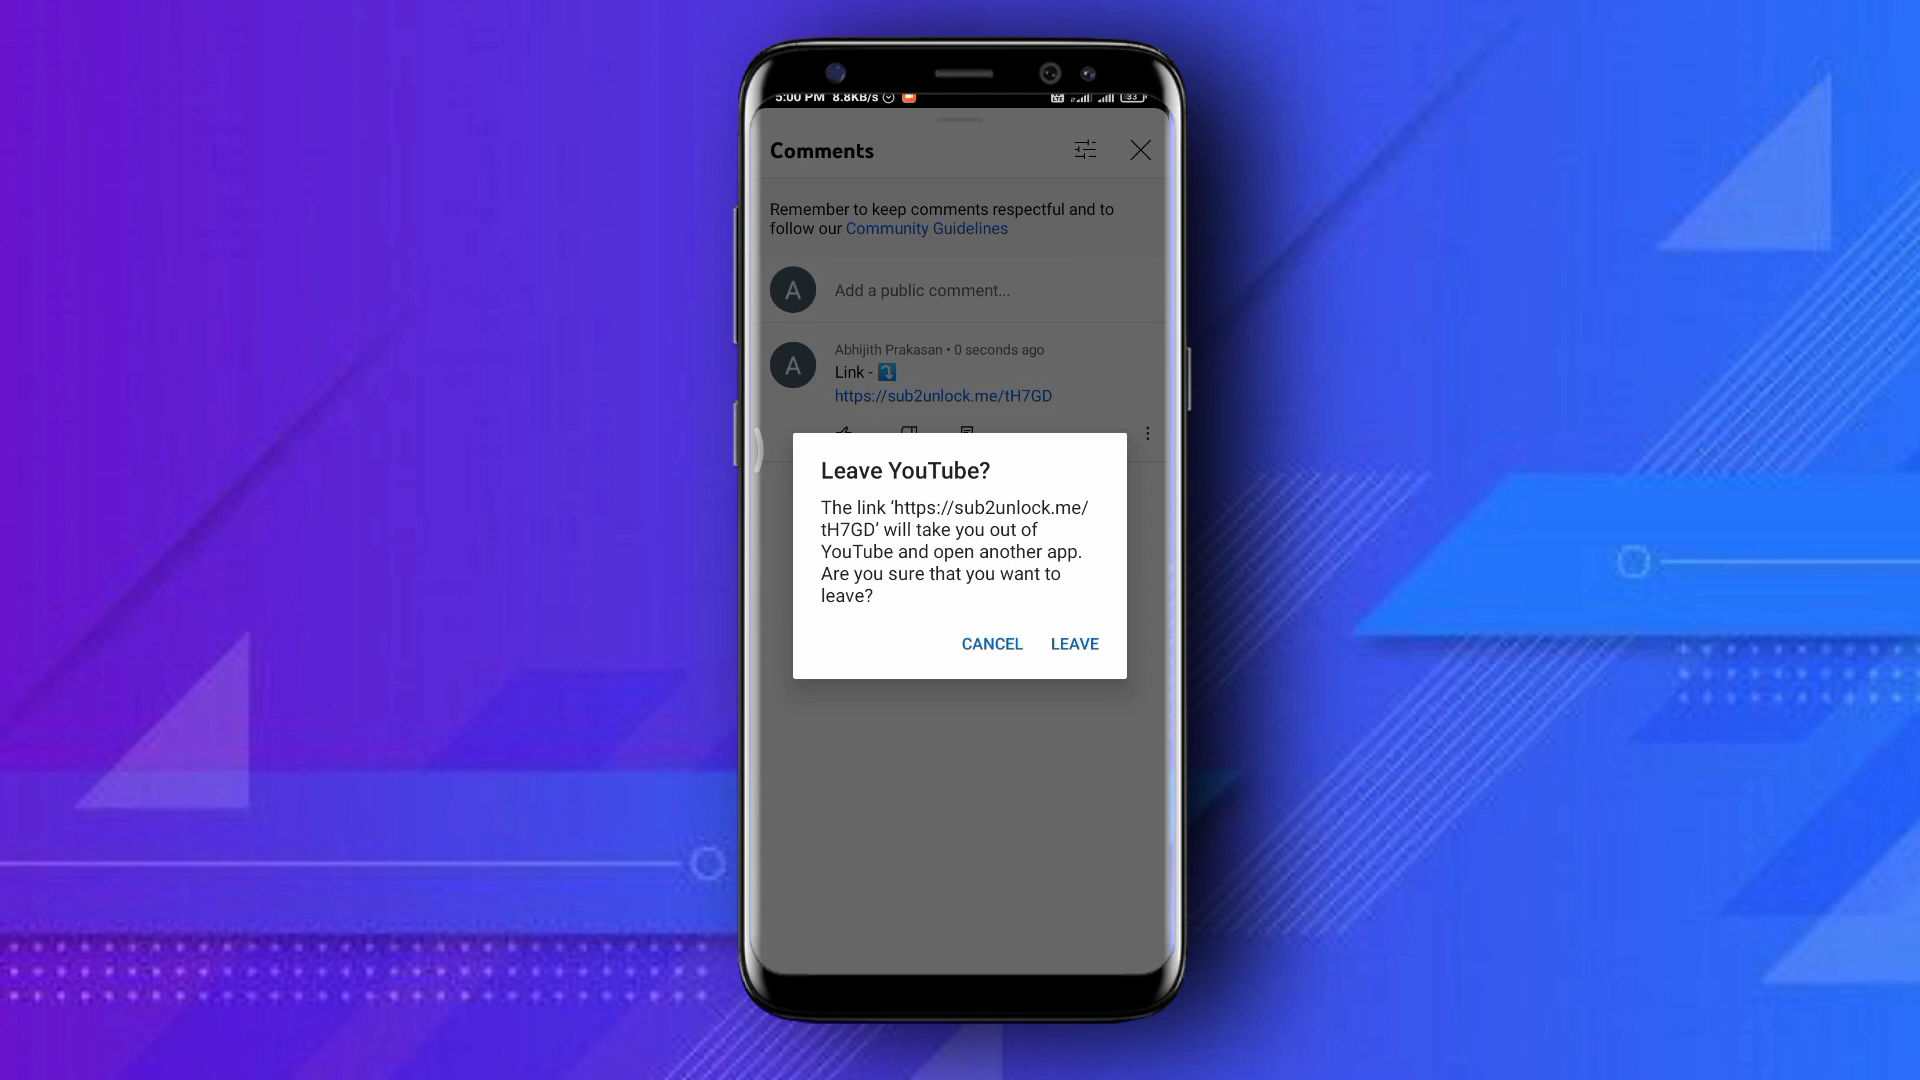 5:00 PM 8.8KB/s
33
Comments
Remember to keep comments respectful and to
follow our Community Guidelines
A
Add a public comment...
A
Abhijith Prakasan • 0 seconds ago
Link - ⤵️
https://sub2unlock.me/tH7GD
Leave YouTube?
The link ‘https://sub2unlock.me/
tH7GD’ will take you out of
YouTube and open another app.
Are you sure that you want to
leave?
CANCEL LEAVE